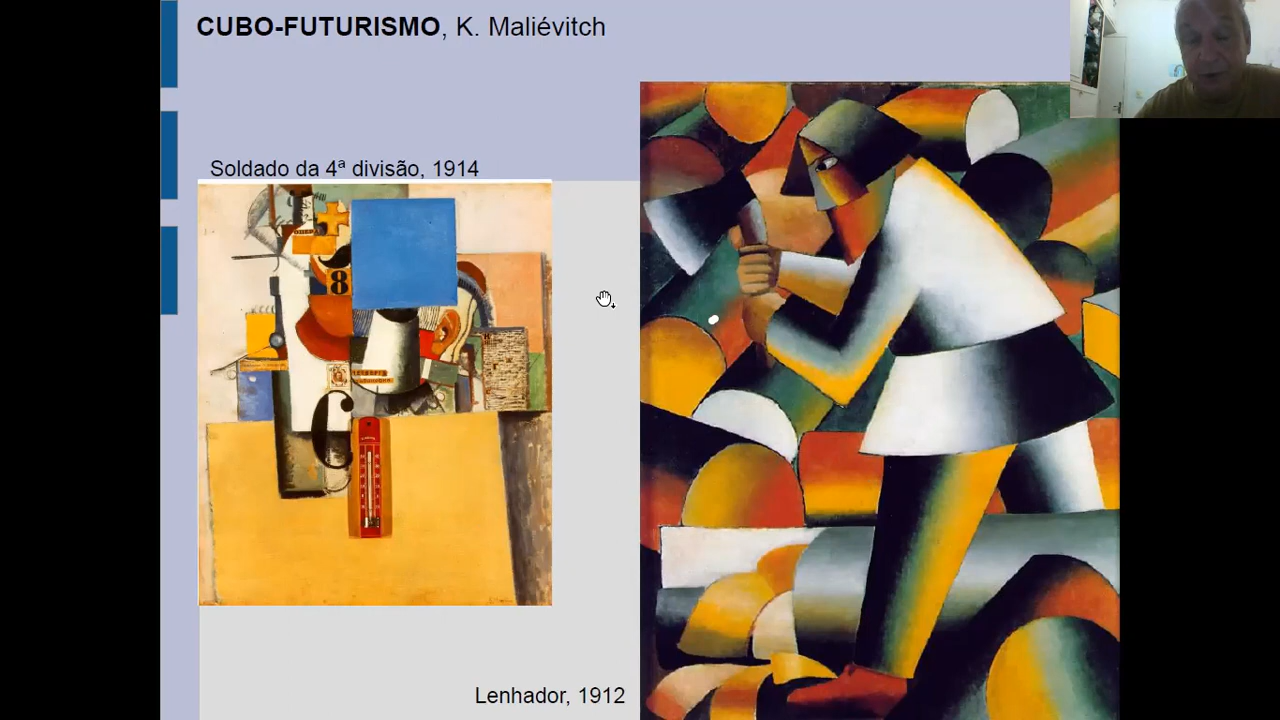 CUBO-FUTURISMO, K. Maliévitch
Soldado da 4ª divisão, 1914
8
Lenhador, 1912